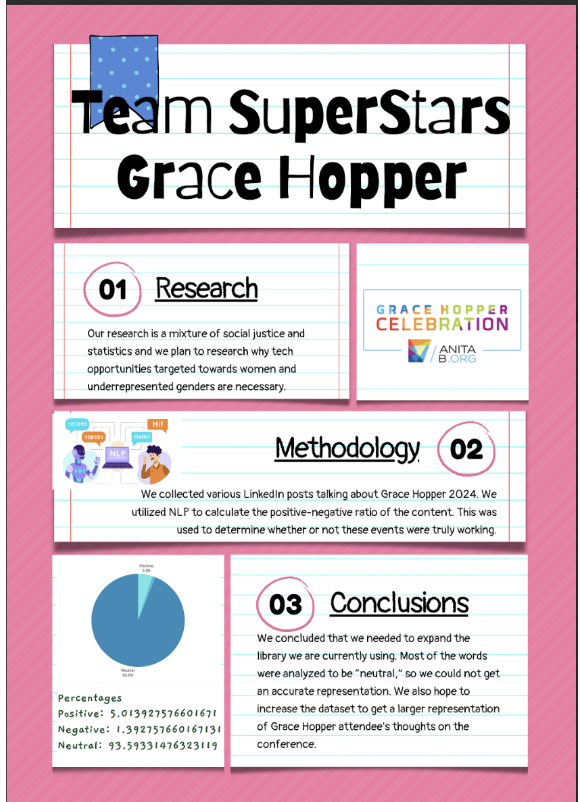 Team SuperStars
Grace Hopper
01 Research
Our research is a mixture of social justice and
statistics and we plan to research why tech
opportunities targeted towards women and
underrepresented genders are necessary.
GRACE HOPPER
CELEBRATION
ANITA
B.ORG
101010
100101
NLP
Hi!
Hello!
Methodology 02
We collected various LinkedIn posts talking about Grace Hopper 2024. We
utilized NLP to calculate the positive-negative ratio of the content. This was
used to determine whether or not these events were truly working.
Positive
Neutral
Percentages
Positive: 5.013927576601671
Negative: 1.392757660167131
Neutral: 93.59331476323119
03 Conclusions
We concluded that we needed to expand the
library we are currently using. Most of the words
were analyzed to be "neutral," so we could not get
an accurate representation. We also hope to
increase the dataset to get a larger representation
of Grace Hopper attendee's thoughts on the
conference.